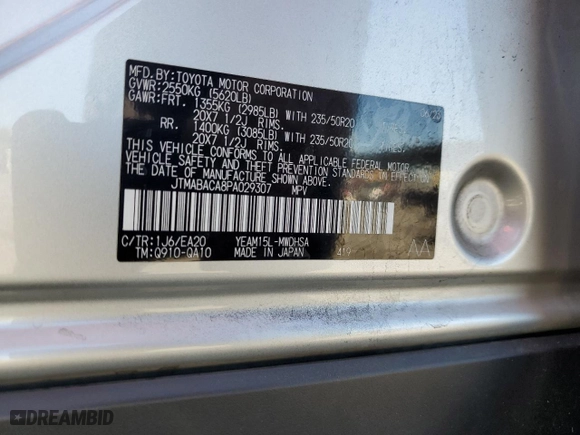 MFD.BY: TOYOTA MOTOR CORPORATION
GVWR: 2550KG (5620LB)
GAWR: FRT. 1355KG (2985LB) WITH 235/50R20
20X7 1/2J RIMS.
RR. 1400KG (3085LB) WITH 235/50R20
20X7 1/2J RIMS.
THIS VEHICLE CONFORMS TO ALL APPLICABLE FEDERAL MOTOR
VEHICLE SAFETY AND THEFT PREVENTION STANDARDS IN EFFECT ON
THE DATE OF MANUFACTURE SHOWN ABOVE.
JTMABACA8PA029307 MPV
C/TR: 1J6/EA20 YEAM15L-MWDHSA
TM: Q910-QA10 MADE IN JAPAN 419
DREAMBID